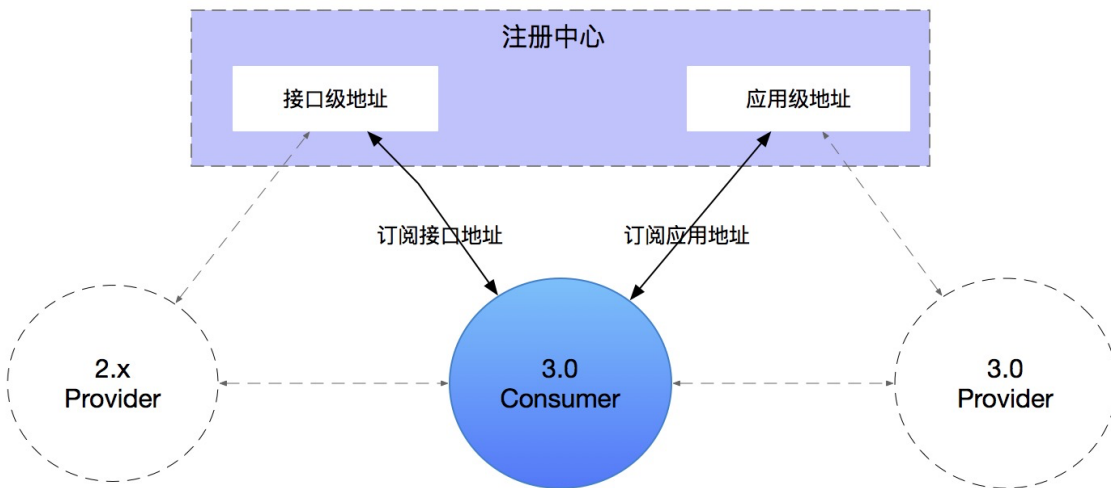 注册中心
接口级地址
应用级地址
订阅接口地址
订阅应用地址
2.x
Provider
3.0
Consumer
3.0
Provider